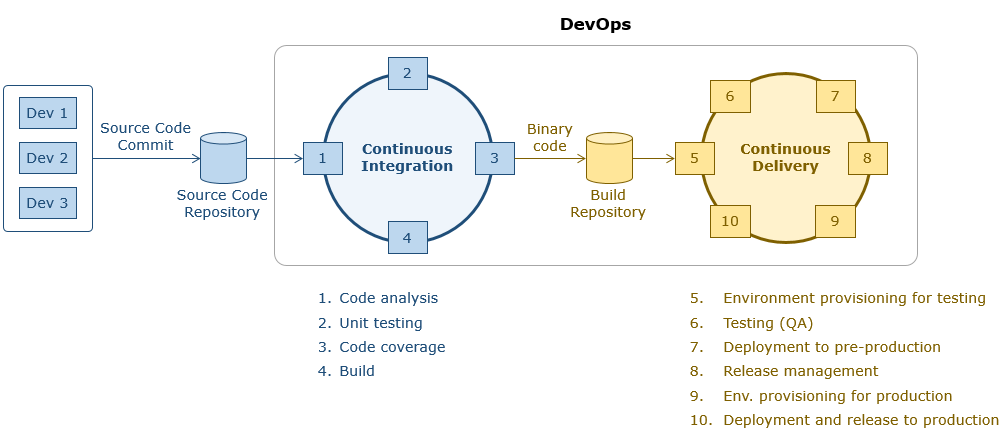 DevOps
Dev 1
Dev 2
Dev 3
Source Code
Commit
Source Code
Repository
1
2
3
4
Continuous
Integration
Binary
code
Build
Repository
5
6
7
8
9
10
Continuous
Delivery
1. Code analysis
2. Unit testing
3. Code coverage
4. Build
5. Environment provisioning for testing
6. Testing (QA)
7. Deployment to pre-production
8. Release management
9. Env. provisioning for production
10. Deployment and release to production